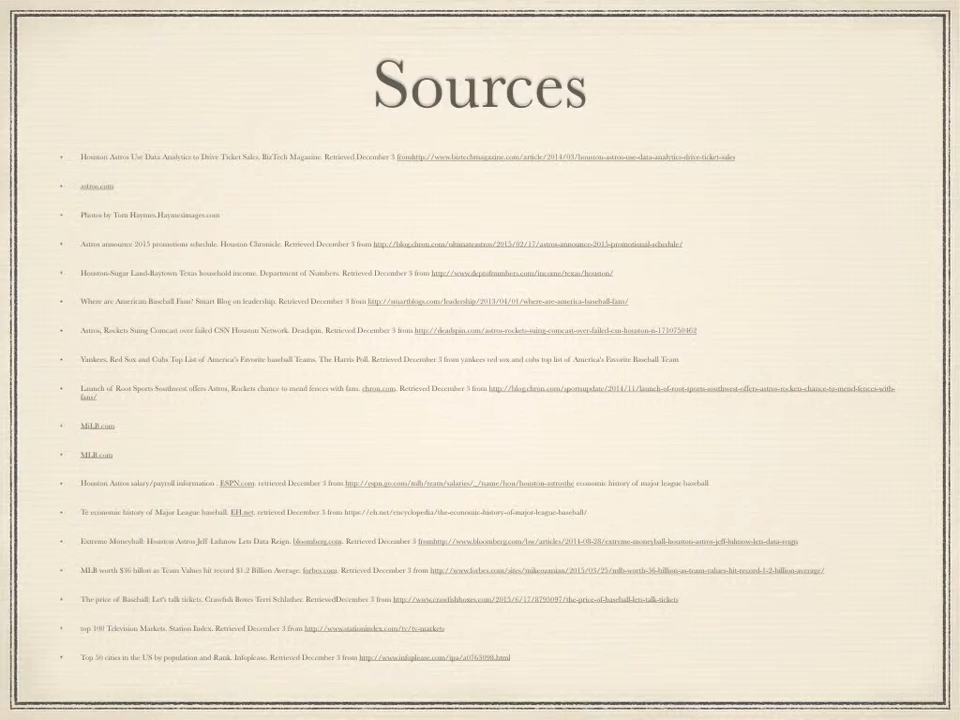 Sources
• Houston Astros Use Data Analytics to Drive Ticket Sales. BizTech Magazine. Retrieved December 3 fromhttp://www.biztechmagazine.com/article/2014/03/houston-astros-use-data-analytics-drive-ticket-sales
• astros.com
• Photos by Tom Haymes.Haymesimages.com
• Astros announce 2015 promotions schedule. Houston Chronicle. Retrieved December 3 from http://blog.chron.com/ultimateastros/2015/02/17/astros-announce-2015-promotional-schedule/
• Houston-Sugar Land-Baytown Texas household income. Department of Numbers. Retrieved December 3 from http://www.deptofnumbers.com/income/texas/houston/
• Where are American Baseball Fans? Smart Blog on leadership. Retrieved December 3 from http://smartblogs.com/leadership/2013/04/01/where-are-america-baseball-fans/
• Astros, Rockets Suing Comcast over failed CSN Houston Network. Deadspin. Retrieved December 3 from http://deadspin.com/astros-rockets-suing-comcast-over-failed-csn-houston-n-1710750462
• Yankees, Red Sox and Cubs Top List of America's Favorite baseball Teams. The Harris Poll. Retrieved December 3 from yankees red sox and cubs top list of America's Favorite Baseball Team
• Launch of Root Sports Southwest offers Astros, Rockets chance to mend fences with fans. chron.com. Retrieved December 3 from http://blog.chron.com/sportsupdate/2014/11/launch-of-root-sports-southwest-offers-astros-rockets-chance-to-mend-fences-with-
fans/
• MiLB.com
• MLB.com
• Houston Astros salary/payroll information . ESPN.com. retrieved December 3 from http://espn.go.com/mlb/team/salaries/_/name/hou/houston-astrosthe economic history of major league baseball
• Te economic history of Major League baseball. EH.net. retrieved December 3 from https://eh.net/encyclopedia/the-economic-history-of-major-league-baseball/
• Extreme Moneyball: Houston Astros Jeff Luhnow Lets Data Reign. bloomberg.com. Retrieved December 3 fromhttp://www.bloomberg.com/bw/articles/2014-08-28/extreme-moneyball-houston-astros-jeff-luhnow-lets-data-reign
• MLB worth $36 billon as Team Values hit record $1.2 Billion Average. forbes.com. Retrieved December 3 from http://www.forbes.com/sites/mikeozanian/2015/03/25/mlb-worth-36-billion-as-team-values-hit-record-1-2-billion-average/
• The price of Baseball: Let's talk tickets. Crawfish Boxes Terri Schlather. RetrievedDecember 3 from http://www.crawfishboxes.com/2015/6/17/8795097/the-price-of-baseball-lets-talk-tickets
• top 100 Television Markets. Station Index. Retrieved December 3 from http://www.stationindex.com/tv/tv-markets
• Top 50 cities in the US by population and Rank. Infoplease. Retrieved December 3 from http://www.infoplease.com/ipa/a0763098.html